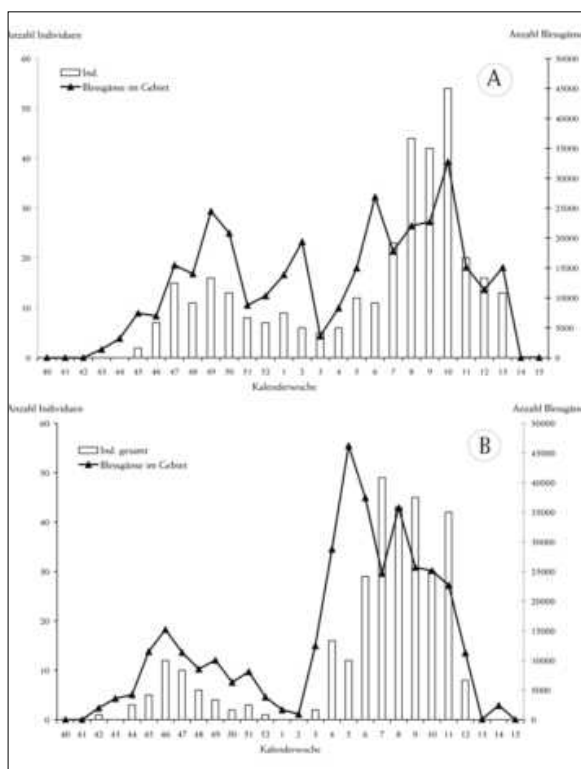 Anzahl Individuen
Anzahl Blessgänse
60
50
40
30
20
10
0
50000
45000
40000
35000
30000
25000
20000
15000
10000
5000
0
Ind.
Blessgänse im Gebiet
A
40 41 42 43 44 45 46 47 48 49 50 51 52 1 2 3 4 5 6 7 8 9 10 11 12 13 14 15
Kalenderwoche
Anzahl Individuen
Anzahl Blessgänse
60
50
40
30
20
10
0
50000
45000
40000
35000
30000
25000
20000
15000
10000
5000
0
Ind. gesamt
Blessgänse im Gebiet
B
40 41 42 43 44 45 46 47 48 49 50 51 52 1 2 3 4 5 6 7 8 9 10 11 12 13 14 15
Kalenderwoche